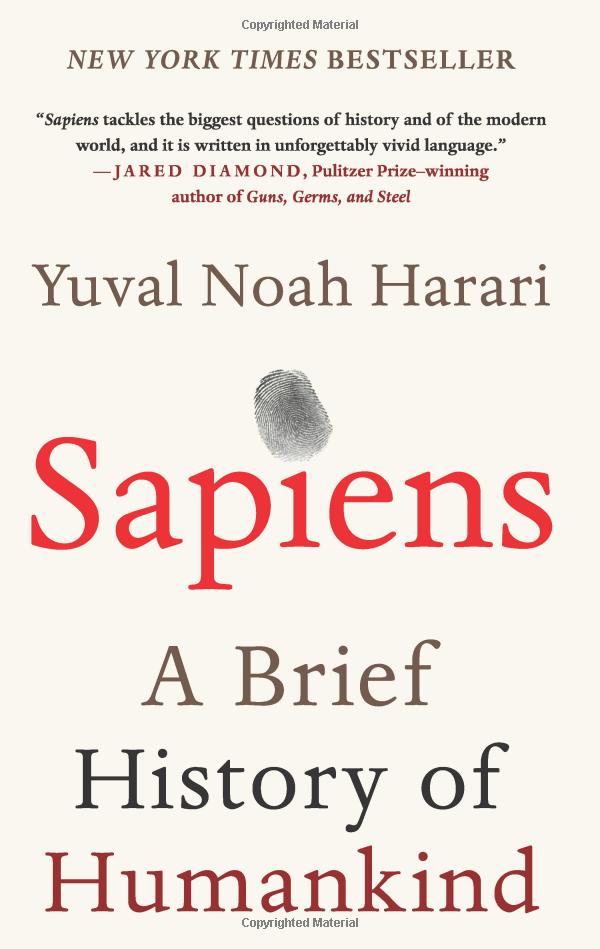 Copyrighted Material
NEW YORK TIMES BESTSELLER
“Sapiens tackles the biggest questions of history and of the modern
world, and it is written in unforgettably vivid language.”
—JARED DIAMOND, Pulitzer Prize–winning
author of Guns, Germs, and Steel
Yuval Noah Harari
Sapiens
A Brief
History of
Humankind
Copyrighted Material